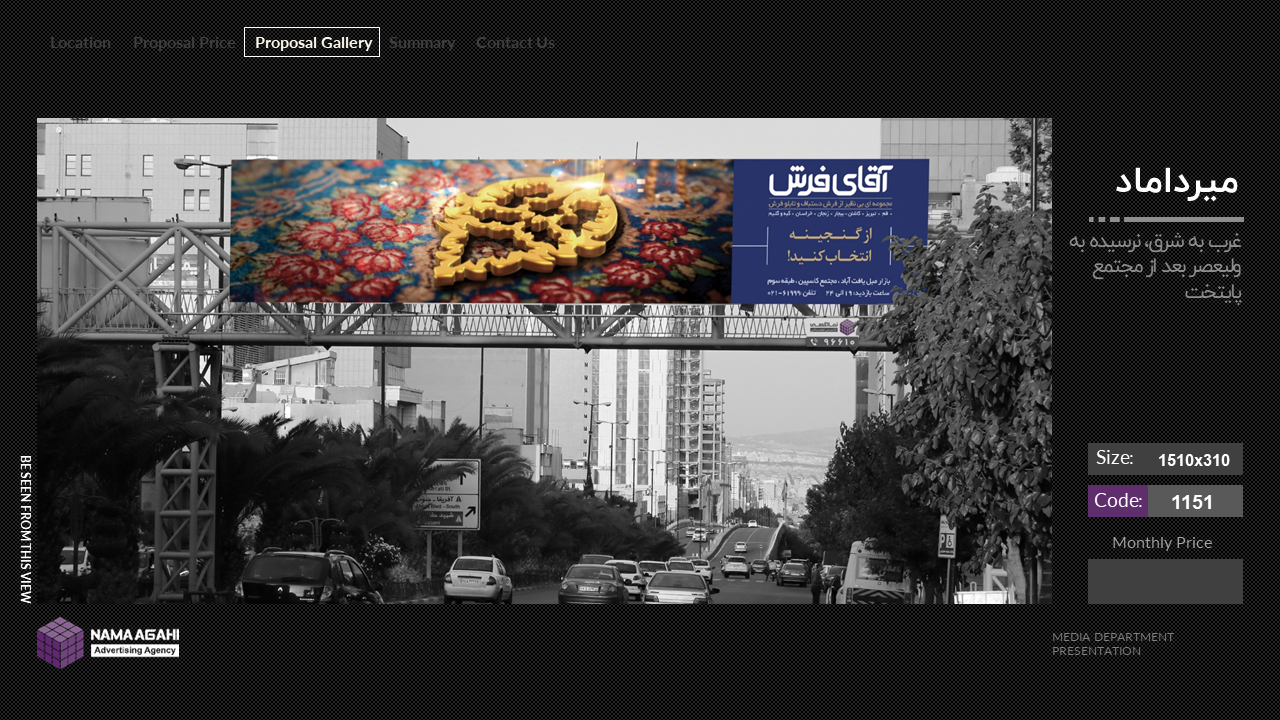 Location
Proposal Price
Proposal Gallery
Summary
Contact Us
آقای فرش
مجموعه ای بی نظیر از فرش دستباف و تابلو فرش
قم • تبریز • کاشان • بیجار • زنجان • خراسان • گبه و گلیم
از گنجینه
انتخاب کنید!
بازار مبل یافت آباد ، مجتمع کاسپین ، طبقه سوم
ساعت بازدید: ۱۹ الی ۲۴ تلفن ۶۱۹۹۹-۰۲۱
۹۶۶۱۰
میرداماد
غرب به شرق، نرسیده به
ولیعصر بعد از مجتمع
پایتخت
Size: 1510x310
Code: 1151
Monthly Price
BE SEEN FROM THIS VIEW
NAMA AGAHI
Advertising Agency
MEDIA DEPARTMENT
PRESENTATION